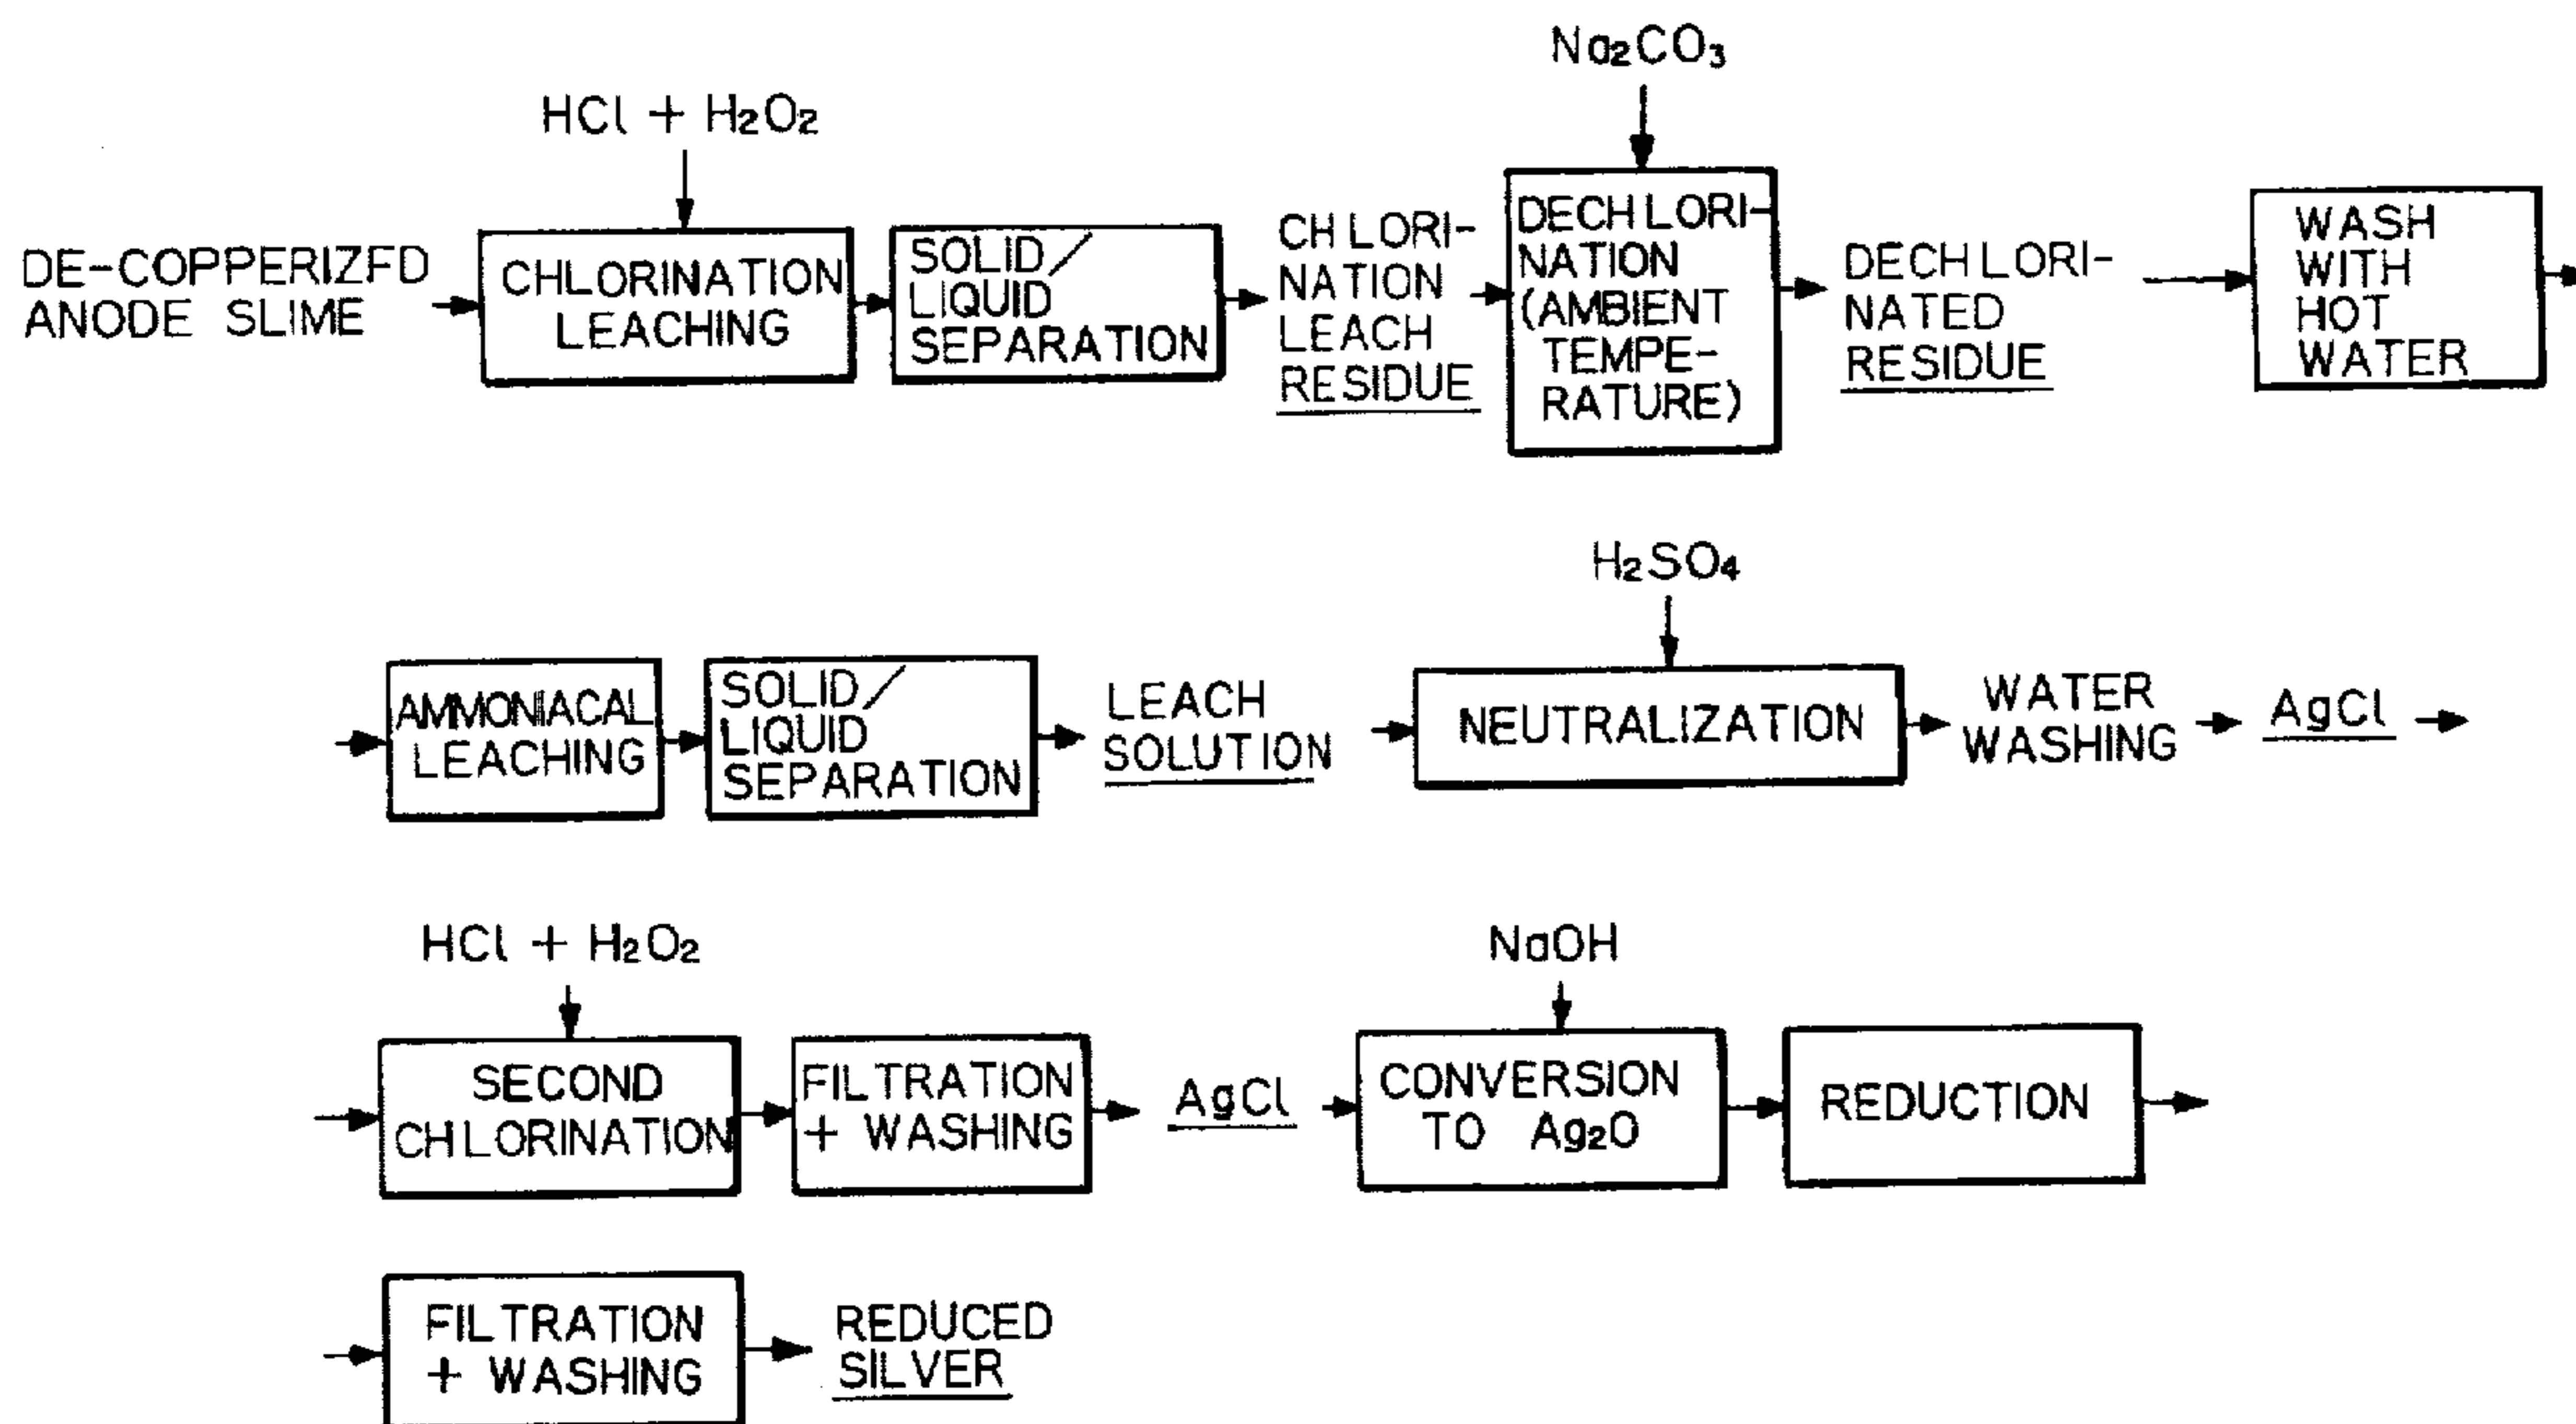 Na₂CO₃
HCl + H₂O₂
DE-COPPERIZED
ANODE SLIME
CHLORINATION
LEACHING
SOLID/
LIQUID
SEPARATION
CHLORI-
NATION
LEACH
RESIDUE
DECHLORI-
NATION
(AMBIENT
TEMPE-
RATURE)
DECHLORI-
NATED
RESIDUE
WASH
WITH
HOT
WATER
H₂SO₄
AMMONIACAL
LEACHING
SOLID/
LIQUID
SEPARATION
LEACH
SOLUTION
NEUTRALIZATION
WATER
WASHING
AgCl
HCl + H₂O₂
NaOH
SECOND
CHLORINATION
FILTRATION
+ WASHING
AgCl
CONVERSION
TO Ag₂O
REDUCTION
FILTRATION
+ WASHING
REDUCED
SILVER